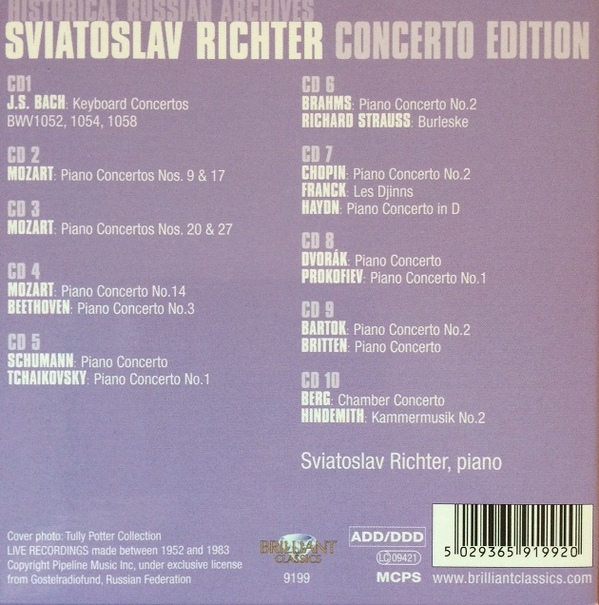 HISTORICAL RUSSIAN ARCHIVES
SVIATOSLAV RICHTER CONCERTO EDITION
CD1
J.S. BACH: Keyboard Concertos
BWV1052, 1054, 1058
CD 2
MOZART: Piano Concertos Nos. 9 & 17
CD 3
MOZART: Piano Concertos Nos. 20 & 27
CD 4
MOZART: Piano Concerto No.14
BEETHOVEN: Piano Concerto No.3
CD 5
SCHUMANN: Piano Concerto
TCHAIKOVSKY: Piano Concerto No.1
CD 6
BRAHMS: Piano Concerto No.2
RICHARD STRAUSS: Burleske
CD 7
CHOPIN: Piano Concerto No.2
FRANCK: Les Djinns
HAYDN: Piano Concerto in D
CD 8
DVOŘÁK: Piano Concerto
PROKOFIEV: Piano Concerto No.1
CD 9
BARTOK: Piano Concerto No.2
BRITTEN: Piano Concerto
CD 10
BERG: Chamber Concerto
HINDEMITH: Kammermusik No.2
Sviatoslav Richter, piano
Cover photo: Tully Potter Collection
LIVE RECORDINGS made between 1952 and 1983
Copyright Pipeline Music Inc, under exclusive license
from Gostelradiofund, Russian Federation
BRILLIANT
CLASSICS
9199
ADD/DDD
LC 09421
MCPS
5 029365 919920
www.brilliantclassics.com